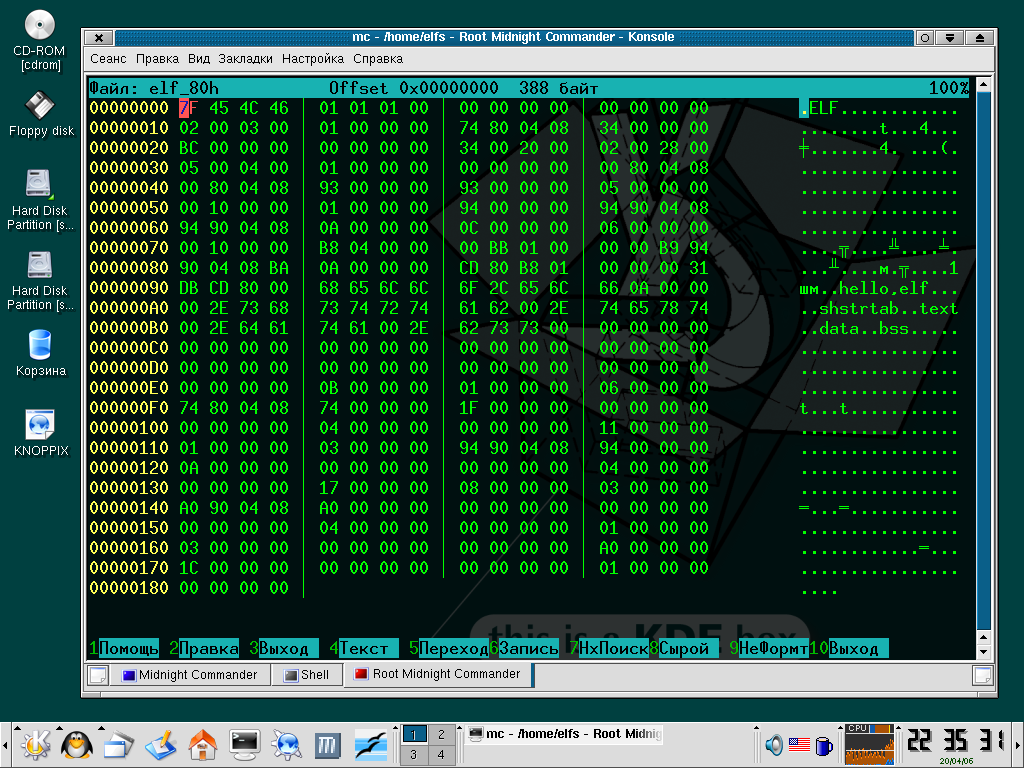 CD-ROM
[cdrom]
Floppy disk
Hard Disk
Partition [s...
Hard Disk
Partition [s...
Корзина
KNOPPIX
mc - /home/elfs - Root Midnight Commander - Konsole
Сеанс Правка Вид Закладки Настройка Справка
Файл: elf_80h Offset 0x00000000 388 байт 100%
00000000 7F 45 4C 46 01 01 01 00 00 00 00 00 00 00 00 00 .ELF............
00000010 02 00 03 00 01 00 00 00 74 80 04 08 34 00 00 00 ........t...4...
00000020 BC 00 00 00 00 00 00 00 34 00 20 00 02 00 28 00 ╪.......4. ...(.
00000030 05 00 04 00 01 00 00 00 00 00 00 00 00 80 04 08 ................
00000040 00 80 04 08 93 00 00 00 93 00 00 00 05 00 00 00 ................
00000050 00 10 00 00 01 00 00 00 94 00 00 00 94 90 04 08 ................
00000060 94 90 04 08 0A 00 00 00 0C 00 00 00 06 00 00 00 ................
00000070 00 10 00 00 B8 04 00 00 00 BB 01 00 00 00 B9 94 ....╦....╩....╧.
00000080 90 04 08 BA 0A 00 00 00 CD 80 B8 01 00 00 00 31 ...╨....м.╦....1
00000090 DB CD 80 00 68 65 6C 6C 6F 2C 65 6C 66 0A 00 00 шм..hello,elf...
000000A0 00 2E 73 68 73 74 72 74 61 62 00 2E 74 65 78 74 ..shstrtab..text
000000B0 00 2E 64 61 74 61 00 2E 62 73 73 00 00 00 00 00 ..data..bss.....
000000C0 00 00 00 00 00 00 00 00 00 00 00 00 00 00 00 00 ................
000000D0 00 00 00 00 00 00 00 00 00 00 00 00 00 00 00 00 ................
000000E0 00 00 00 00 0B 00 00 00 01 00 00 00 06 00 00 00 ................
000000F0 74 80 04 08 74 00 00 00 1F 00 00 00 00 00 00 00 t...t...........
00000100 00 00 00 00 04 00 00 00 00 00 00 00 11 00 00 00 ................
00000110 01 00 00 00 03 00 00 00 94 90 04 08 94 00 00 00 ................
00000120 0A 00 00 00 00 00 00 00 00 00 00 00 04 00 00 00 ................
00000130 00 00 00 00 17 00 00 00 08 00 00 00 03 00 00 00 ................
00000140 A0 90 04 08 A0 00 00 00 00 00 00 00 00 00 00 00 ═...═...........
00000150 00 00 00 00 04 00 00 00 00 00 00 00 01 00 00 00 ................
00000160 03 00 00 00 00 00 00 00 00 00 00 00 A0 00 00 00 ............═...
00000170 1C 00 00 00 00 00 00 00 00 00 00 00 01 00 00 00 ................
00000180 00 00 00 00 ....
this is a KDE box
1Помощь 2Правка 3Выход 4Текст 5Переход 6Запись 7НхПоиск 8Сырой 9НеФормт 10Выход
Midnight Commander Shell Root Midnight Commander
1 2
3 4
mc - /home/elfs - Root Midnig
CPU
22 35 31
20/04/06